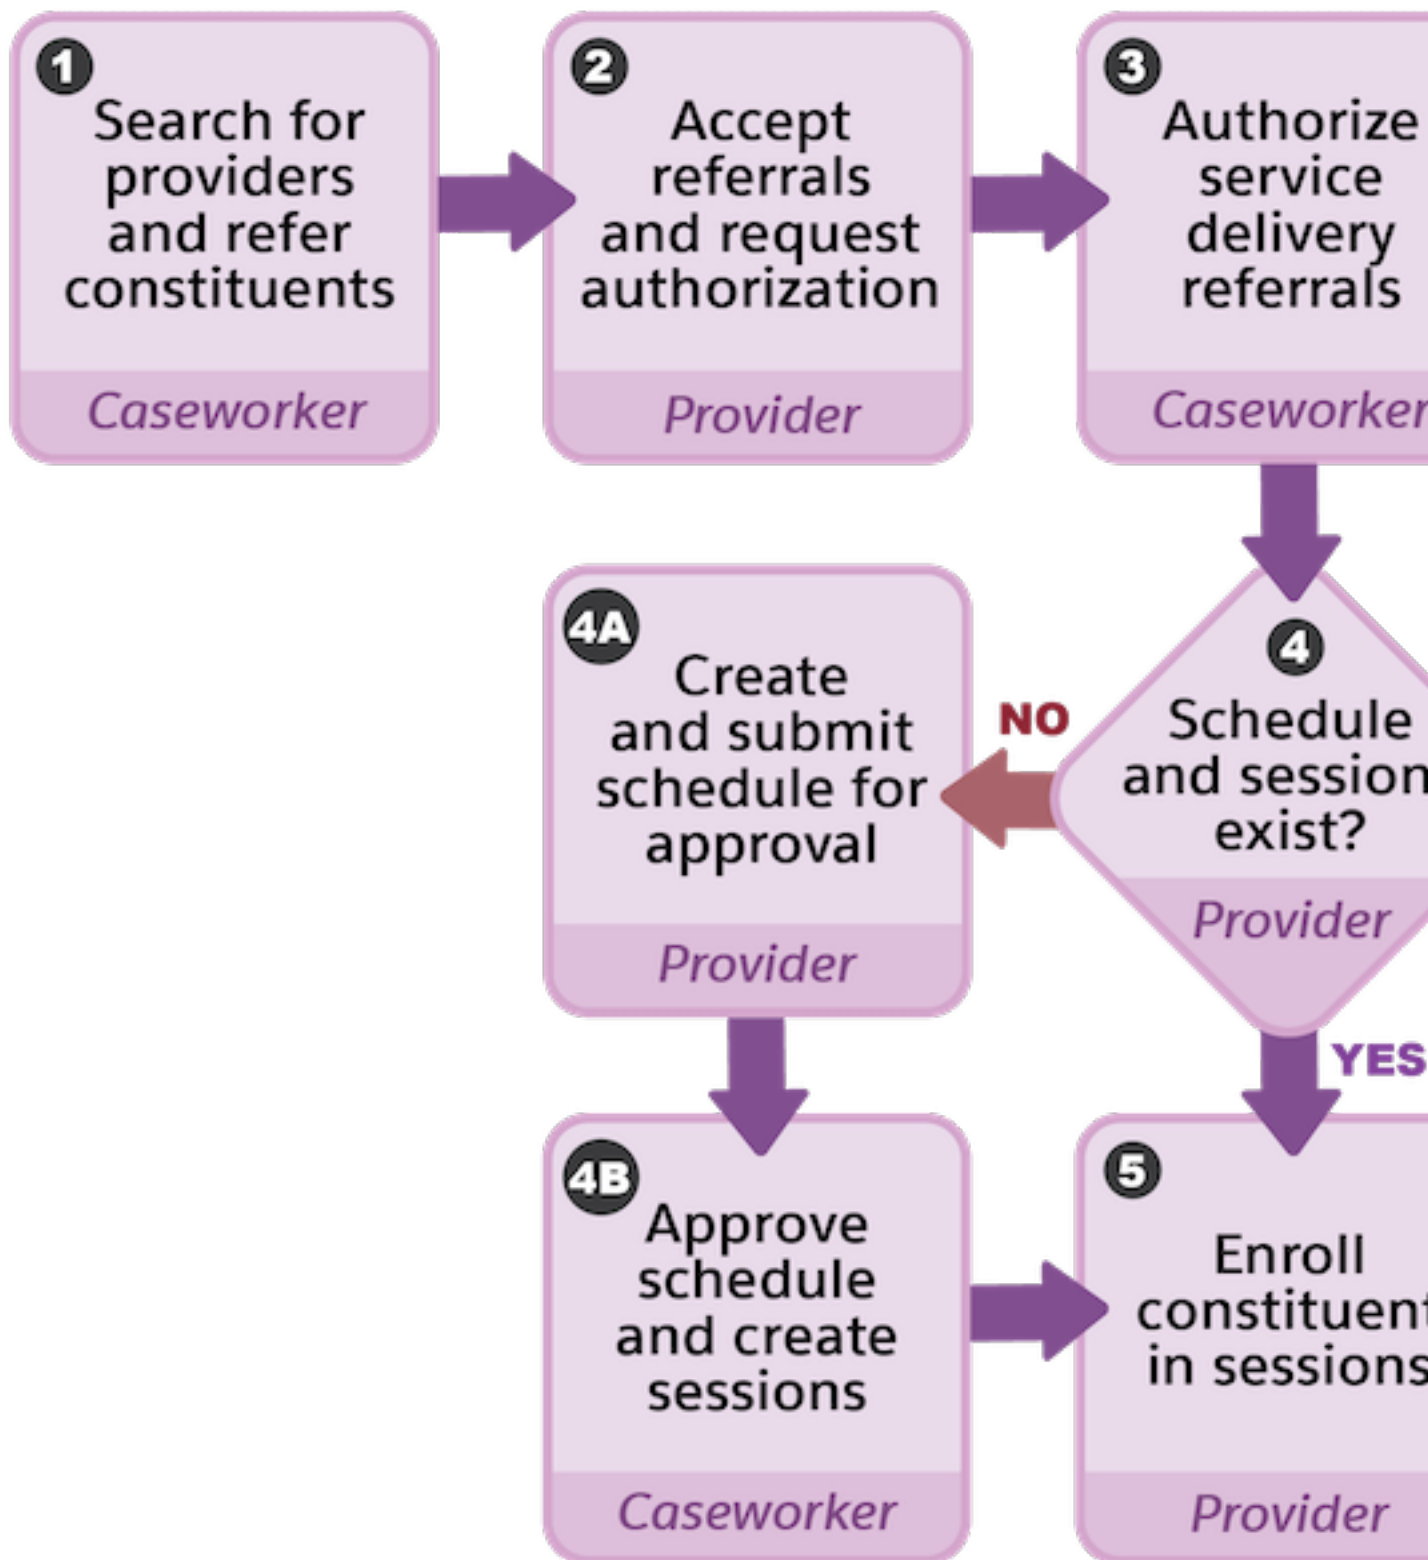 1
Search for
providers
and refer
constituents
Caseworker
2
Accept
referrals
and request
authorization
Provider
3
Authorize
service
delivery
referrals
Caseworker
4
Schedule
and session
exist?
Provider
NO
YES
4A
Create
and submit
schedule for
approval
Provider
4B
Approve
schedule
and create
sessions
Caseworker
5
Enroll
constituent
in sessions
Provider